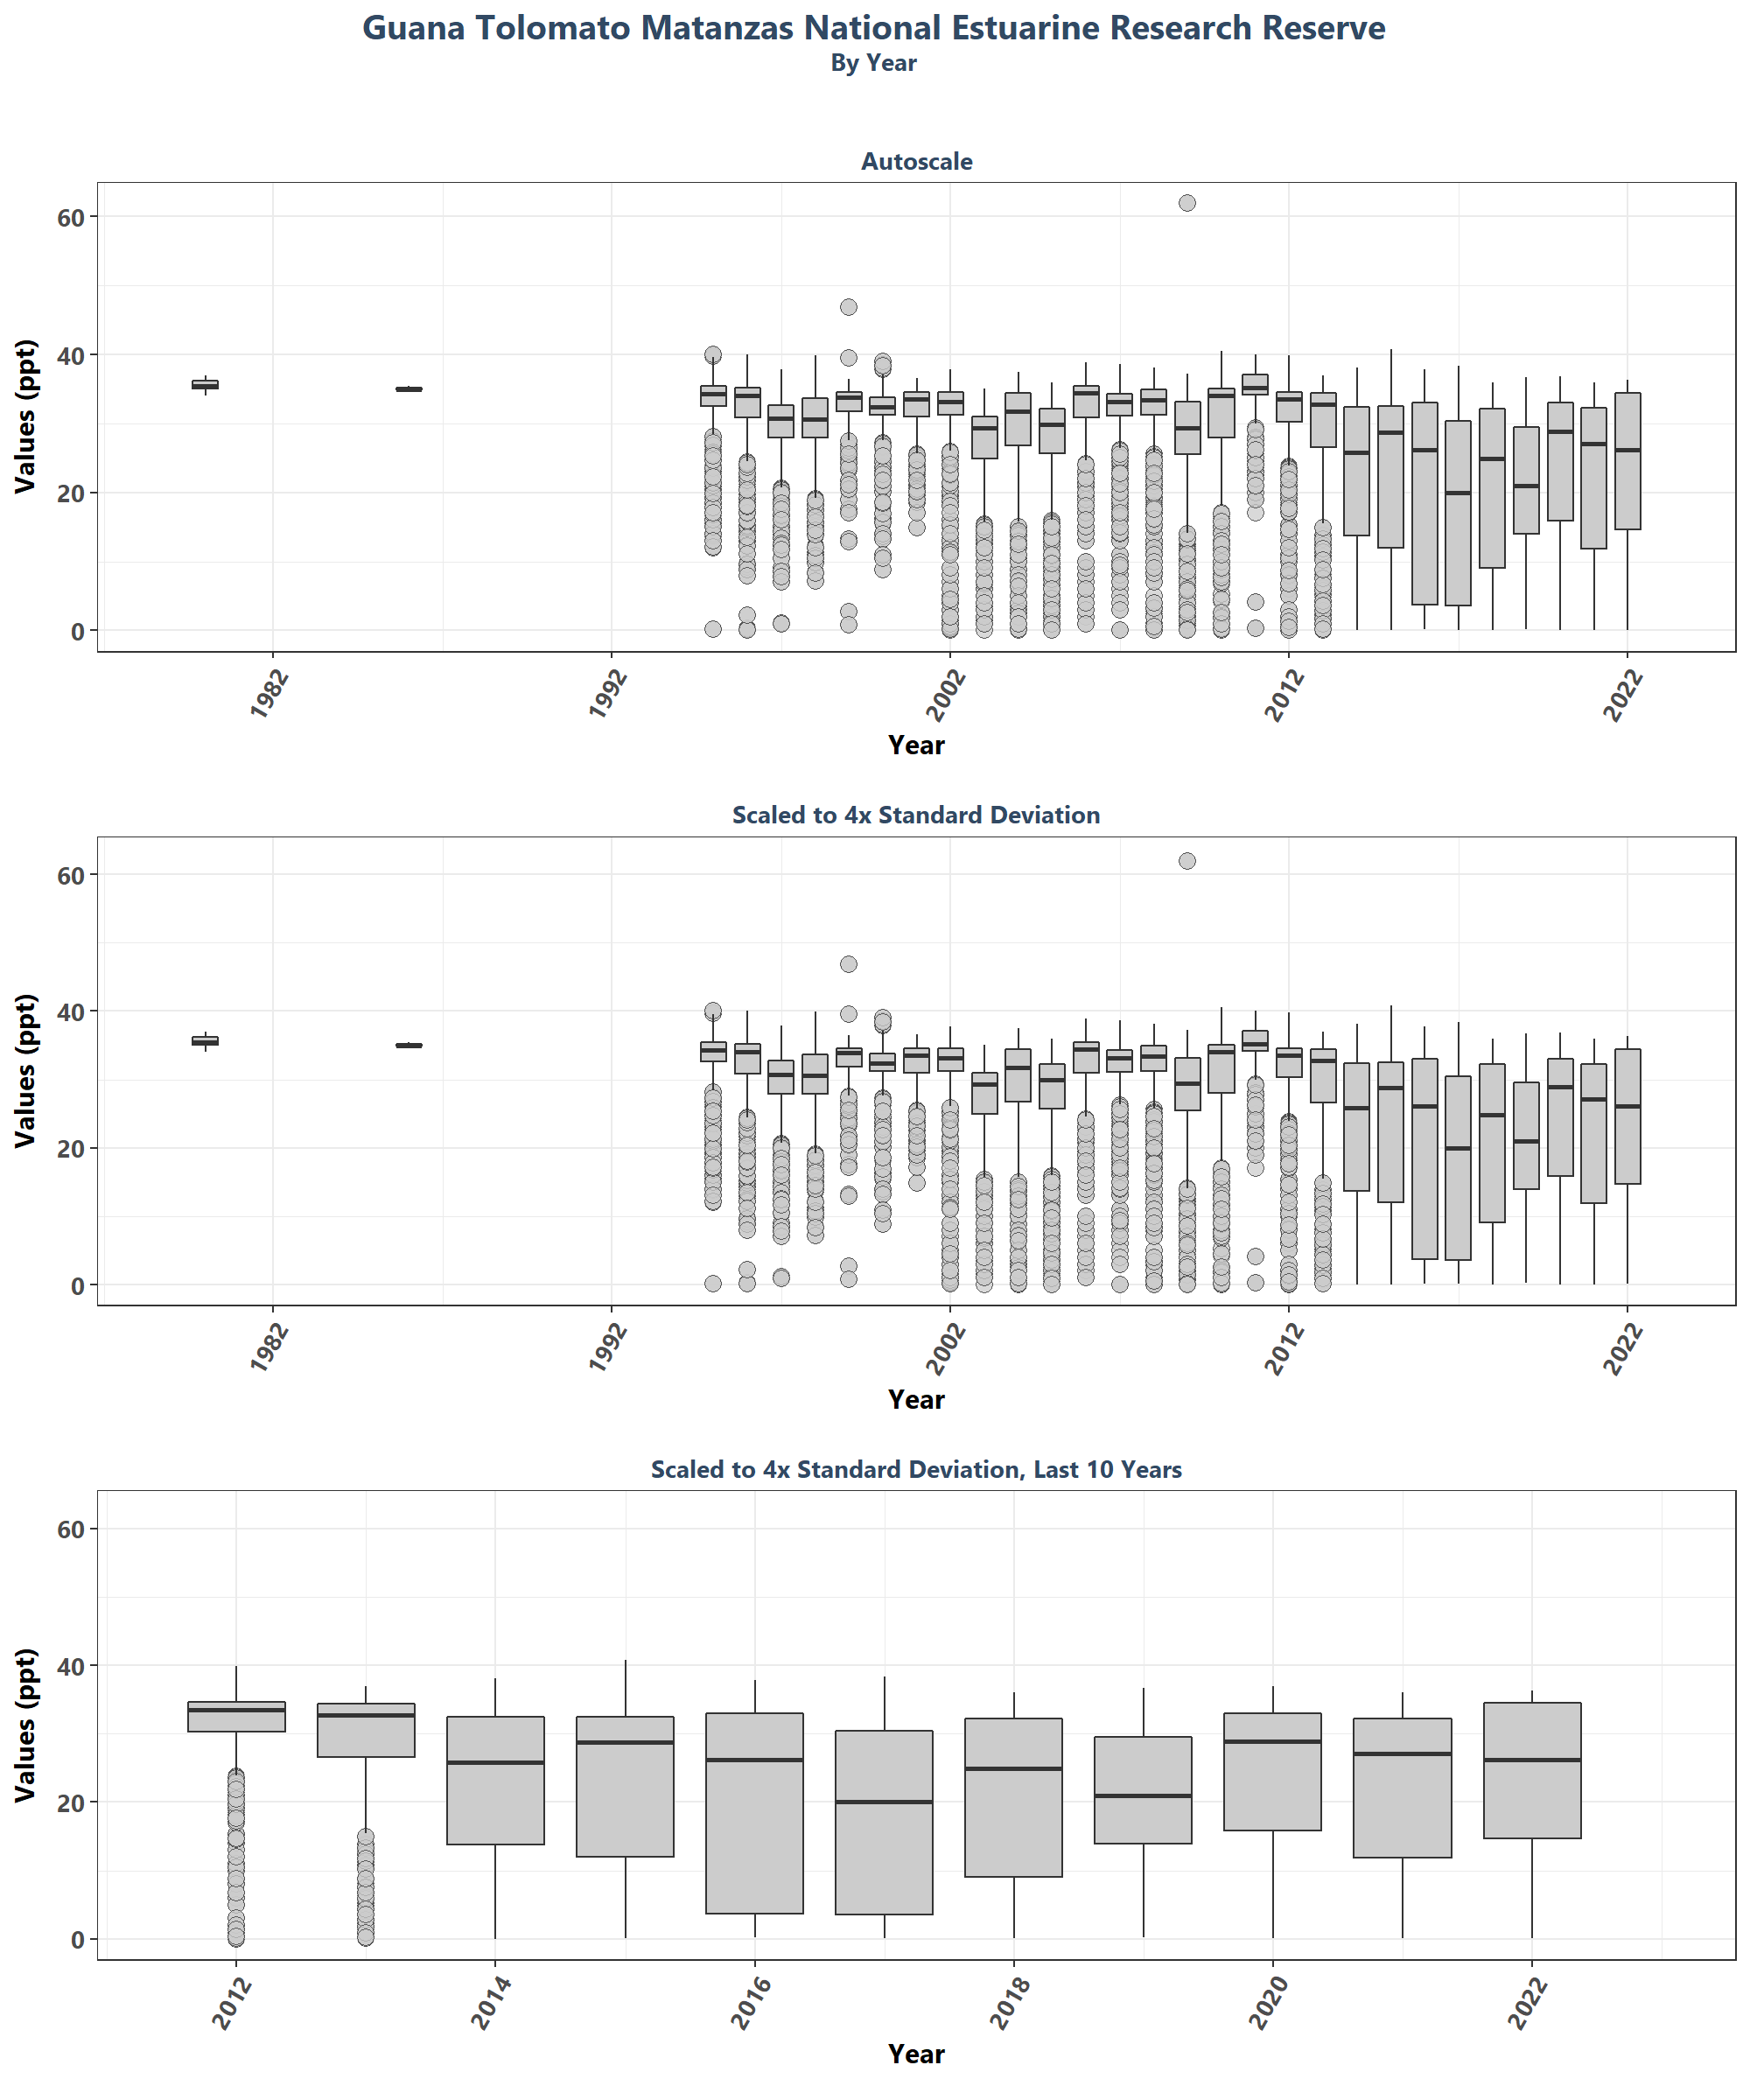 Guana Tolomato Matanzas National Estuarine Research Reserve
By Year
Autoscale
Values (ppt)
60
40
20
0
1982
1992
2002
2012
2022
Year
Scaled to 4x Standard Deviation
Values (ppt)
60
40
20
0
1982
1992
2002
2012
2022
Year
Scaled to 4x Standard Deviation, Last 10 Years
Values (ppt)
60
40
20
0
2012
2014
2016
2018
2020
2022
Year